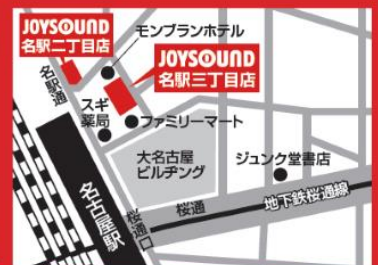 JOYSOUND
名駅二丁目店
モンブランホテル
JOYSOUND
名駅三丁目店
名駅通
スギ
薬局
ファミリーマート
大名古屋
ビルヂング
ジュンク堂書店
名古屋駅
桜通口
桜通
地下鉄桜通線